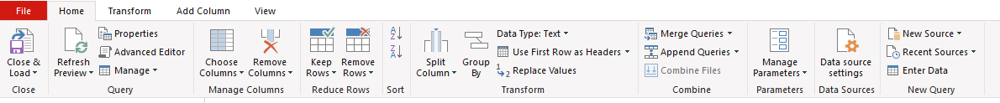 File Home Transform Add Column View
Close & Load
Close
Refresh Preview
Properties
Advanced Editor
Manage
Query
Choose Columns
Remove Columns
Manage Columns
Keep Rows
Remove Rows
Reduce Rows
A
Z
Z
A
Sort
Split Column
Group By
Data Type: Text
Use First Row as Headers
1
2
Replace Values
Transform
Merge Queries
Append Queries
Combine Files
Combine
Manage Parameters
Parameters
Data source settings
Data Sources
New Source
Recent Sources
Enter Data
New Query